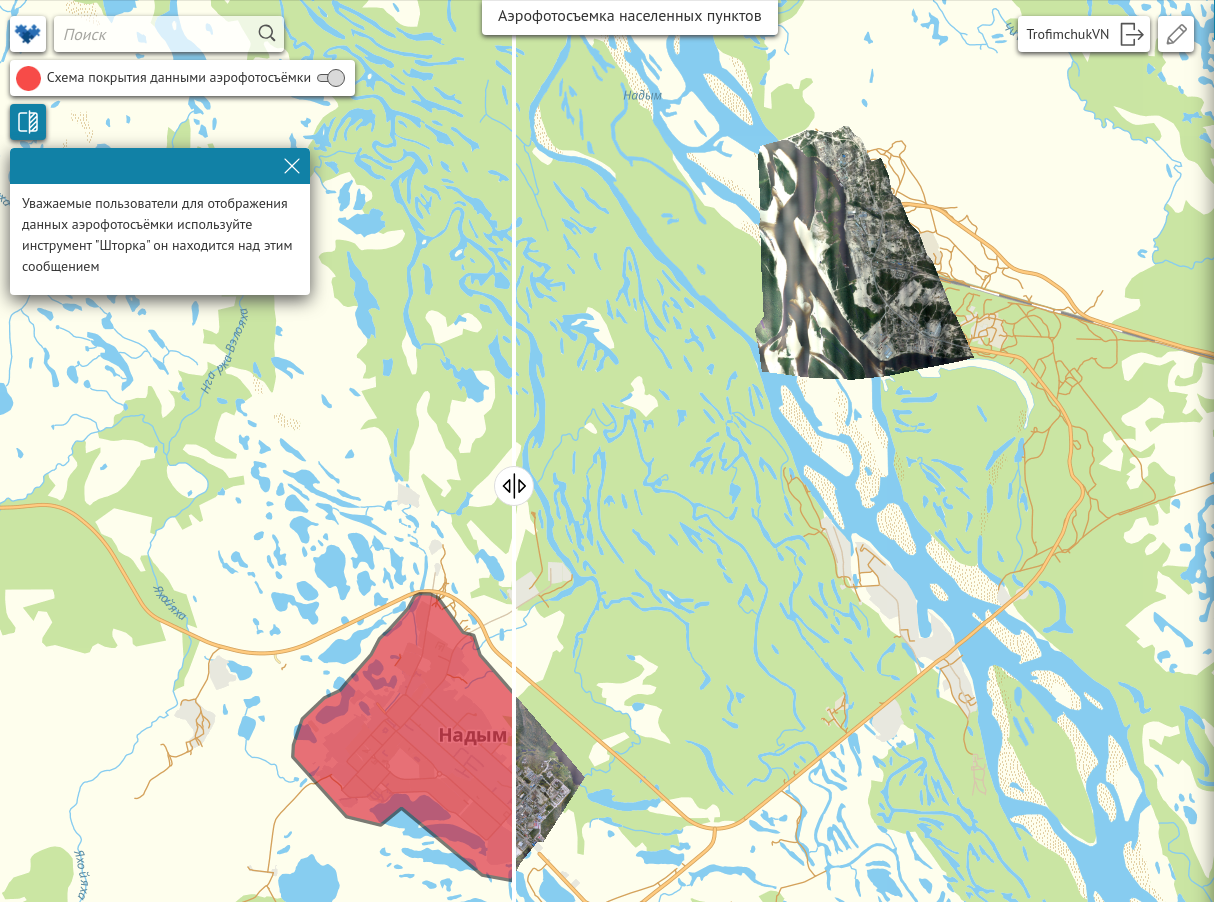 Аэрофотосъемка населенных пунктов
Поиск
TrofimchukVN
Схема покрытия данными аэрофотосъёмки
Уважаемые пользователи для отображения
данных аэрофотосъёмки используйте
инструмент "Шторка" он находится над этим
сообщением
Надым
Нга рка-Вэлояха
Яхойяха
Надым
Яхойяха